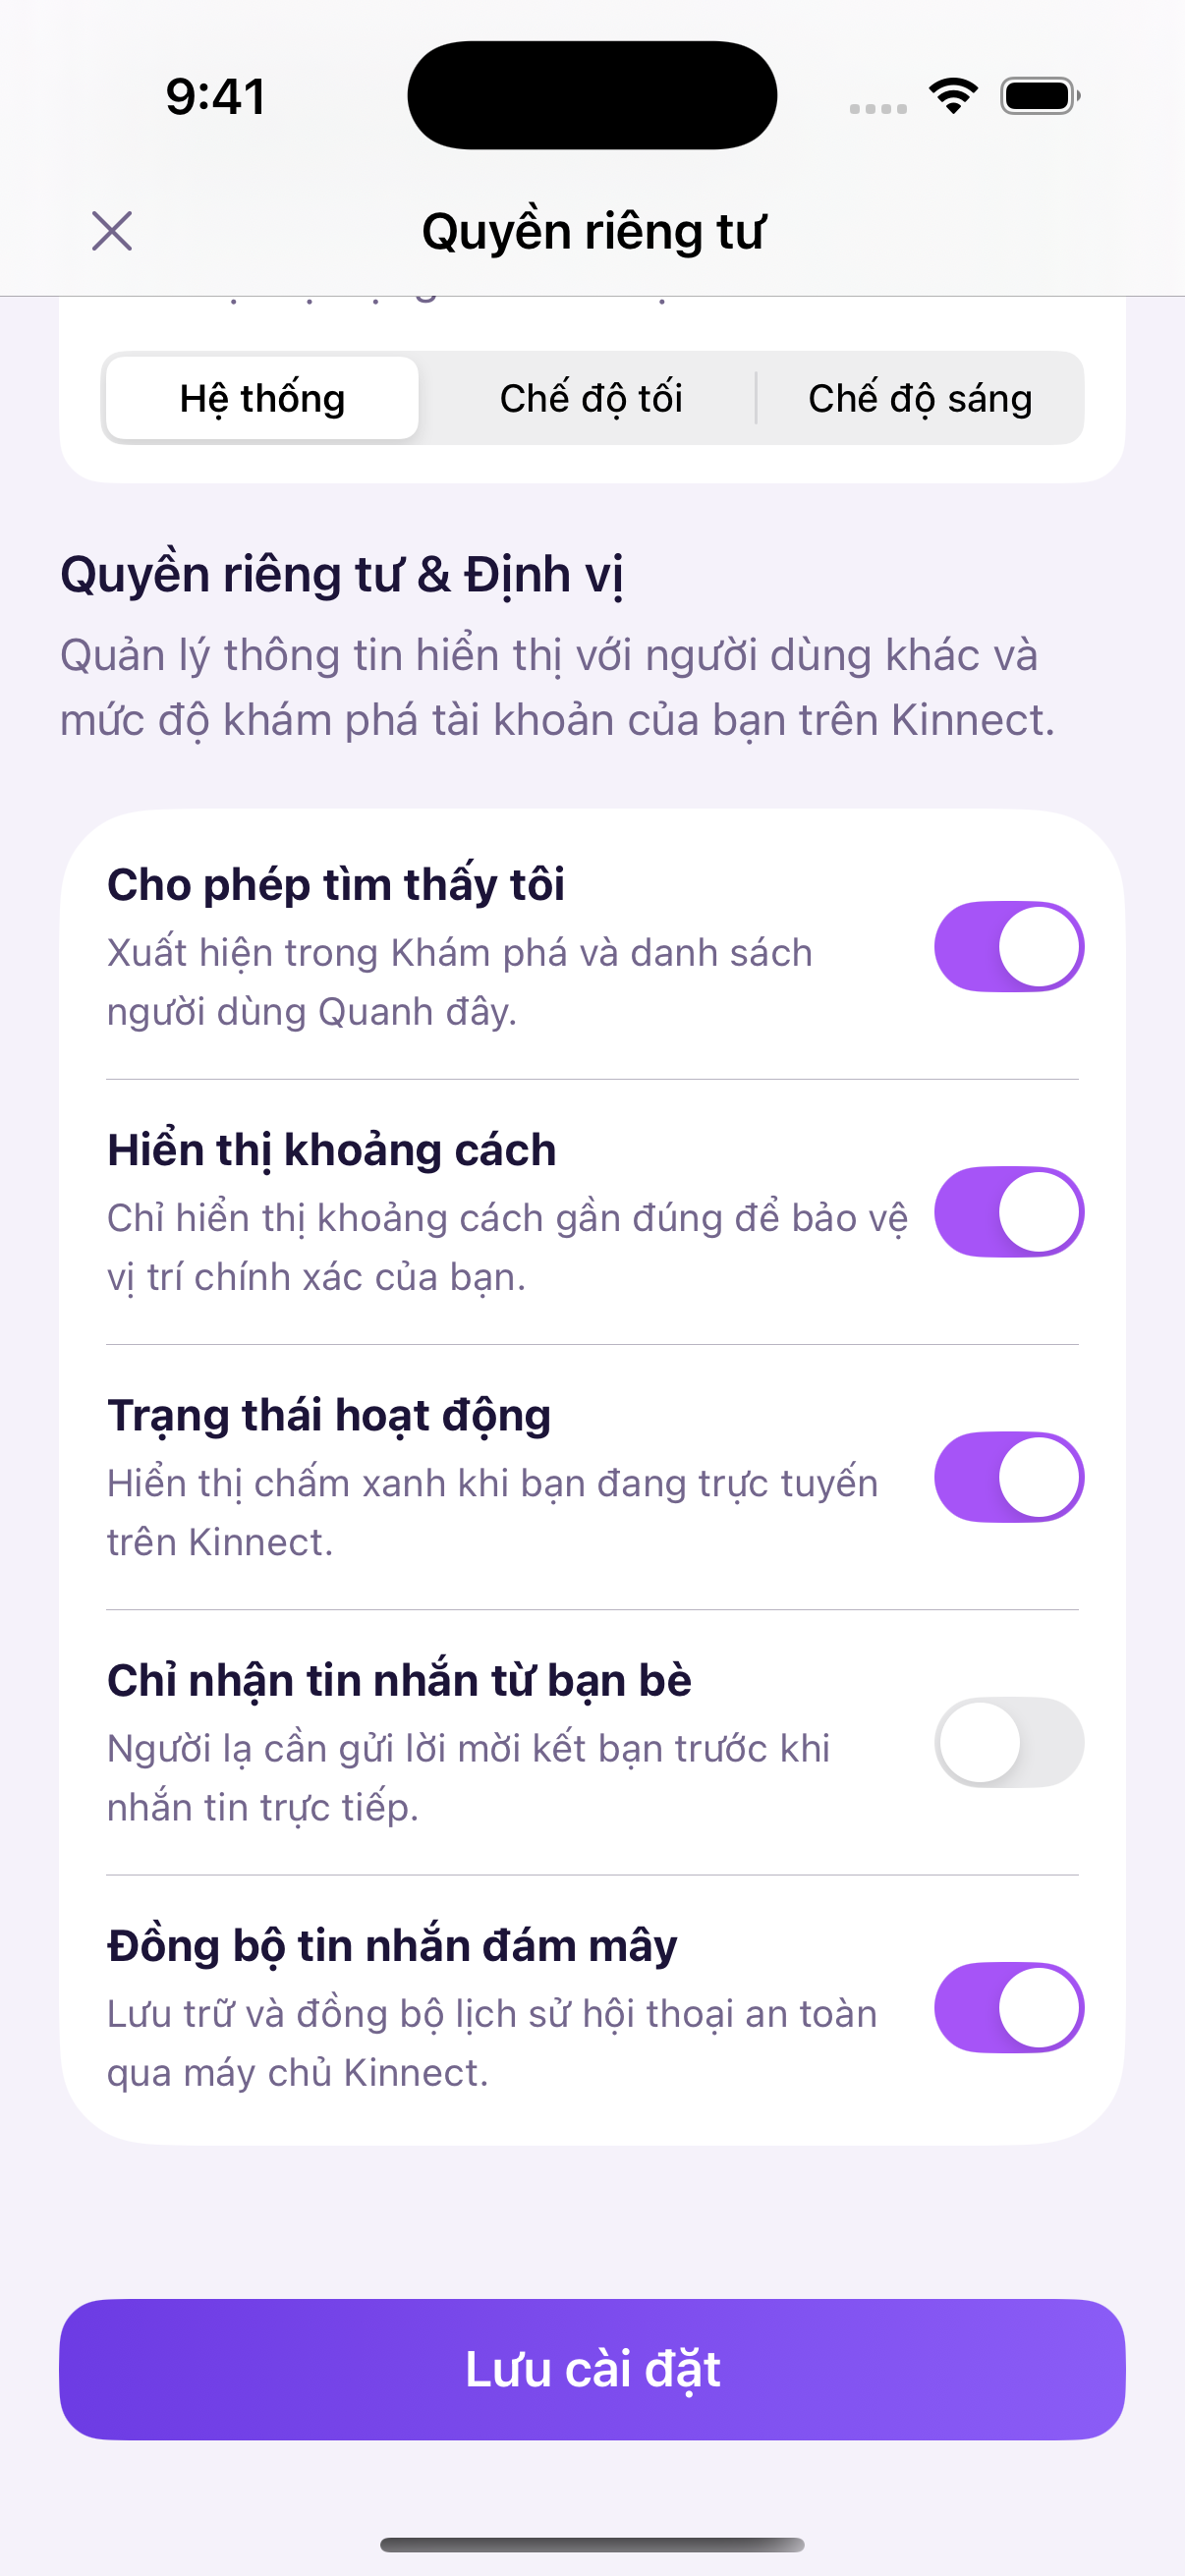 9:41
Quyền riêng tư
Hệ thống
Chế độ tối
Chế độ sáng
Quyền riêng tư & Định vị
Quản lý thông tin hiển thị với người dùng khác và
mức độ khám phá tài khoản của bạn trên Kinnect.
Cho phép tìm thấy tôi
Xuất hiện trong Khám phá và danh sách
người dùng Quanh đây.
Hiển thị khoảng cách
Chỉ hiển thị khoảng cách gần đúng để bảo vệ
vị trí chính xác của bạn.
Trạng thái hoạt động
Hiển thị chấm xanh khi bạn đang trực tuyến
trên Kinnect.
Chỉ nhận tin nhắn từ bạn bè
Người lạ cần gửi lời mời kết bạn trước khi
nhắn tin trực tiếp.
Đồng bộ tin nhắn đám mây
Lưu trữ và đồng bộ lịch sử hội thoại an toàn
qua máy chủ Kinnect.
Lưu cài đặt